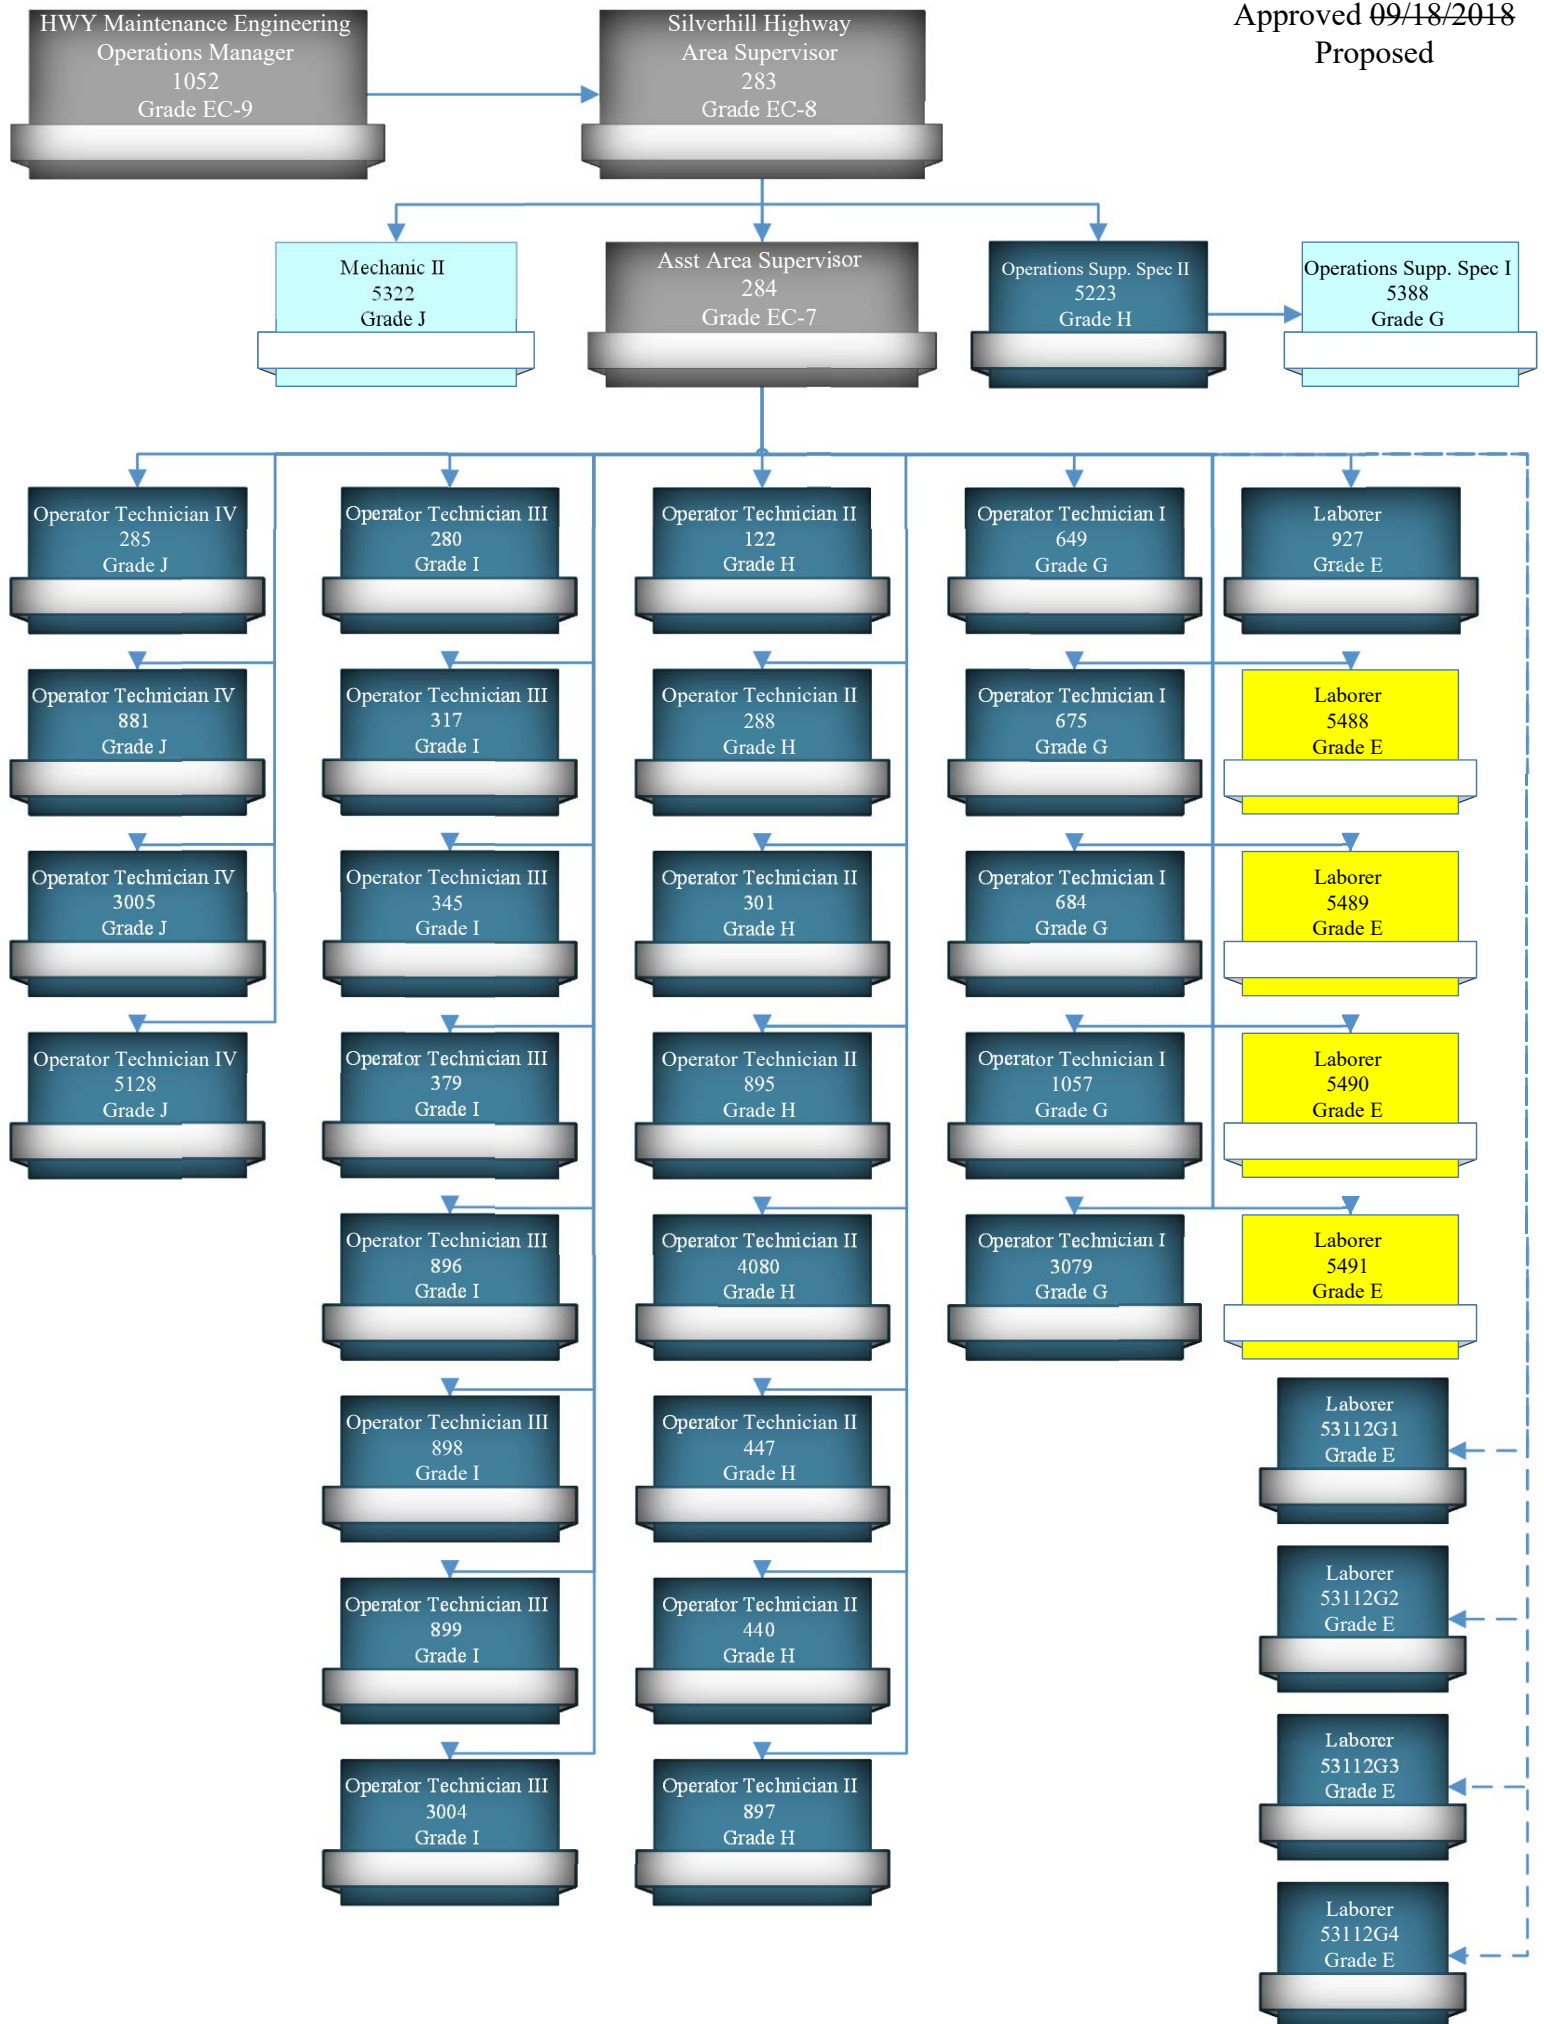 HWY Maintenance Engineering
Operations Manager
1052
Grade EC-9
Silverhill Highway
Area Supervisor
283
Grade EC-8
Approved 09/18/2018
Proposed
Mechanic II
5322
Grade J
Asst Area Supervisor
284
Grade EC-7
Operations Supp. Spec II
5223
Grade H
Operations Supp. Spec I
5388
Grade G
Operator Technician IV
285
Grade J
Operator Technician III
280
Grade I
Operator Technician II
122
Grade H
Operator Technician I
649
Grade G
Laborer
927
Grade E
Operator Technician IV
881
Grade J
Operator Technician III
317
Grade I
Operator Technician II
288
Grade H
Operator Technician I
675
Grade G
Laborer
5488
Grade E
Operator Technician IV
3005
Grade J
Operator Technician III
345
Grade I
Operator Technician II
301
Grade H
Operator Technician I
684
Grade G
Laborer
5489
Grade E
Operator Technician IV
5128
Grade J
Operator Technician III
379
Grade I
Operator Technician II
895
Grade H
Operator Technician I
1057
Grade G
Laborer
5490
Grade E
Operator Technician III
896
Grade I
Operator Technician II
4080
Grade H
Operator Technician I
3079
Grade G
Laborer
5491
Grade E
Operator Technician III
898
Grade I
Operator Technician II
447
Grade H
Laborer
53112G1
Grade E
Operator Technician III
899
Grade I
Operator Technician II
440
Grade H
Laborer
53112G2
Grade E
Operator Technician III
3004
Grade I
Operator Technician II
897
Grade H
Laborer
53112G3
Grade E
Laborer
53112G4
Grade E